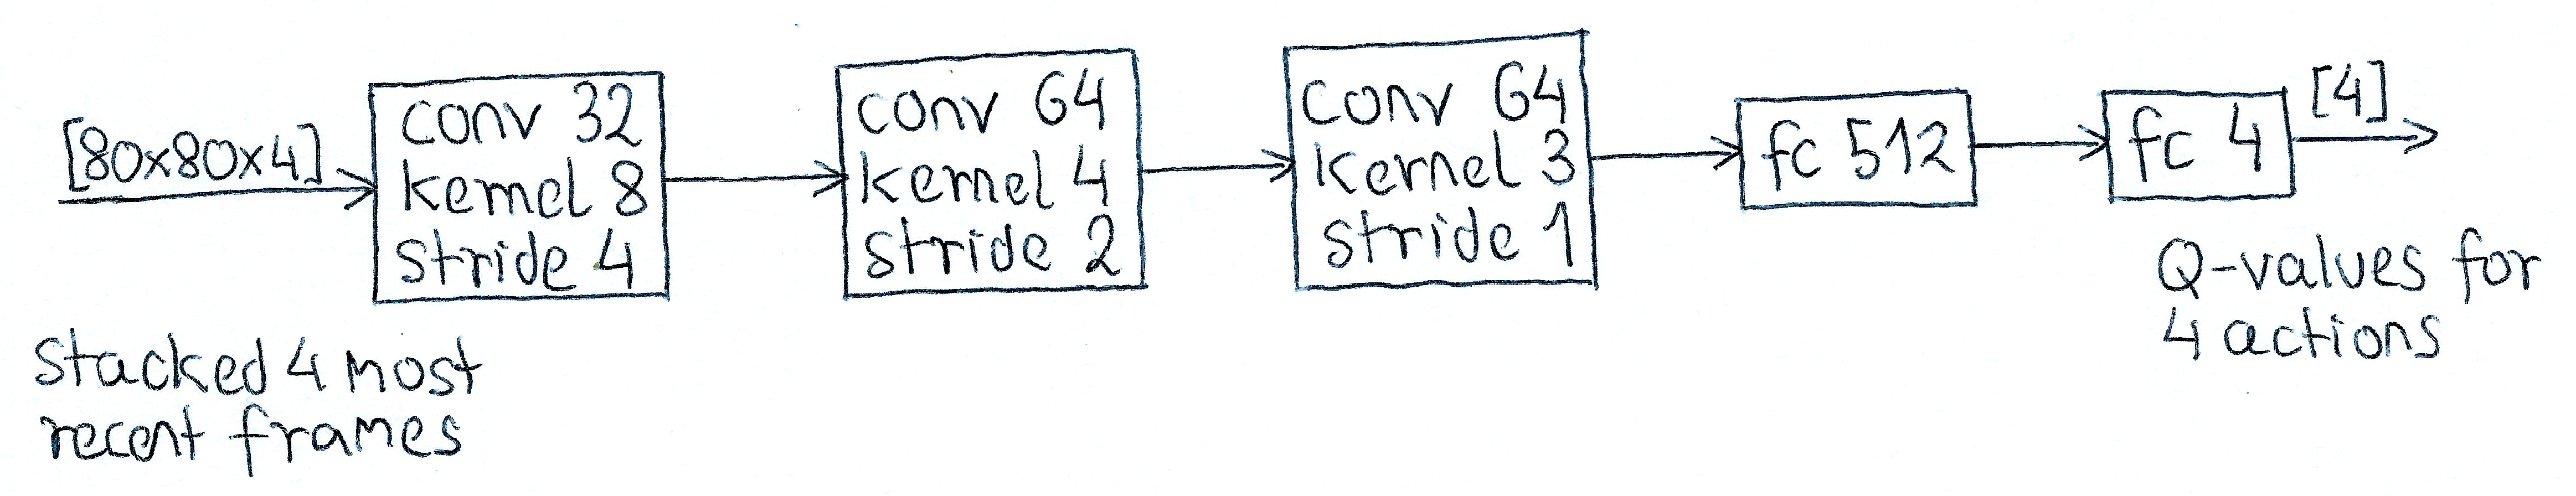 [80x80x4]
conv 32
kernel 8
stride 4
conv 64
kernel 4
stride 2
conv 64
kernel 3
stride 1
fc 512
fc 4
[4]
stacked 4 most
recent frames
Q-values for
4 actions